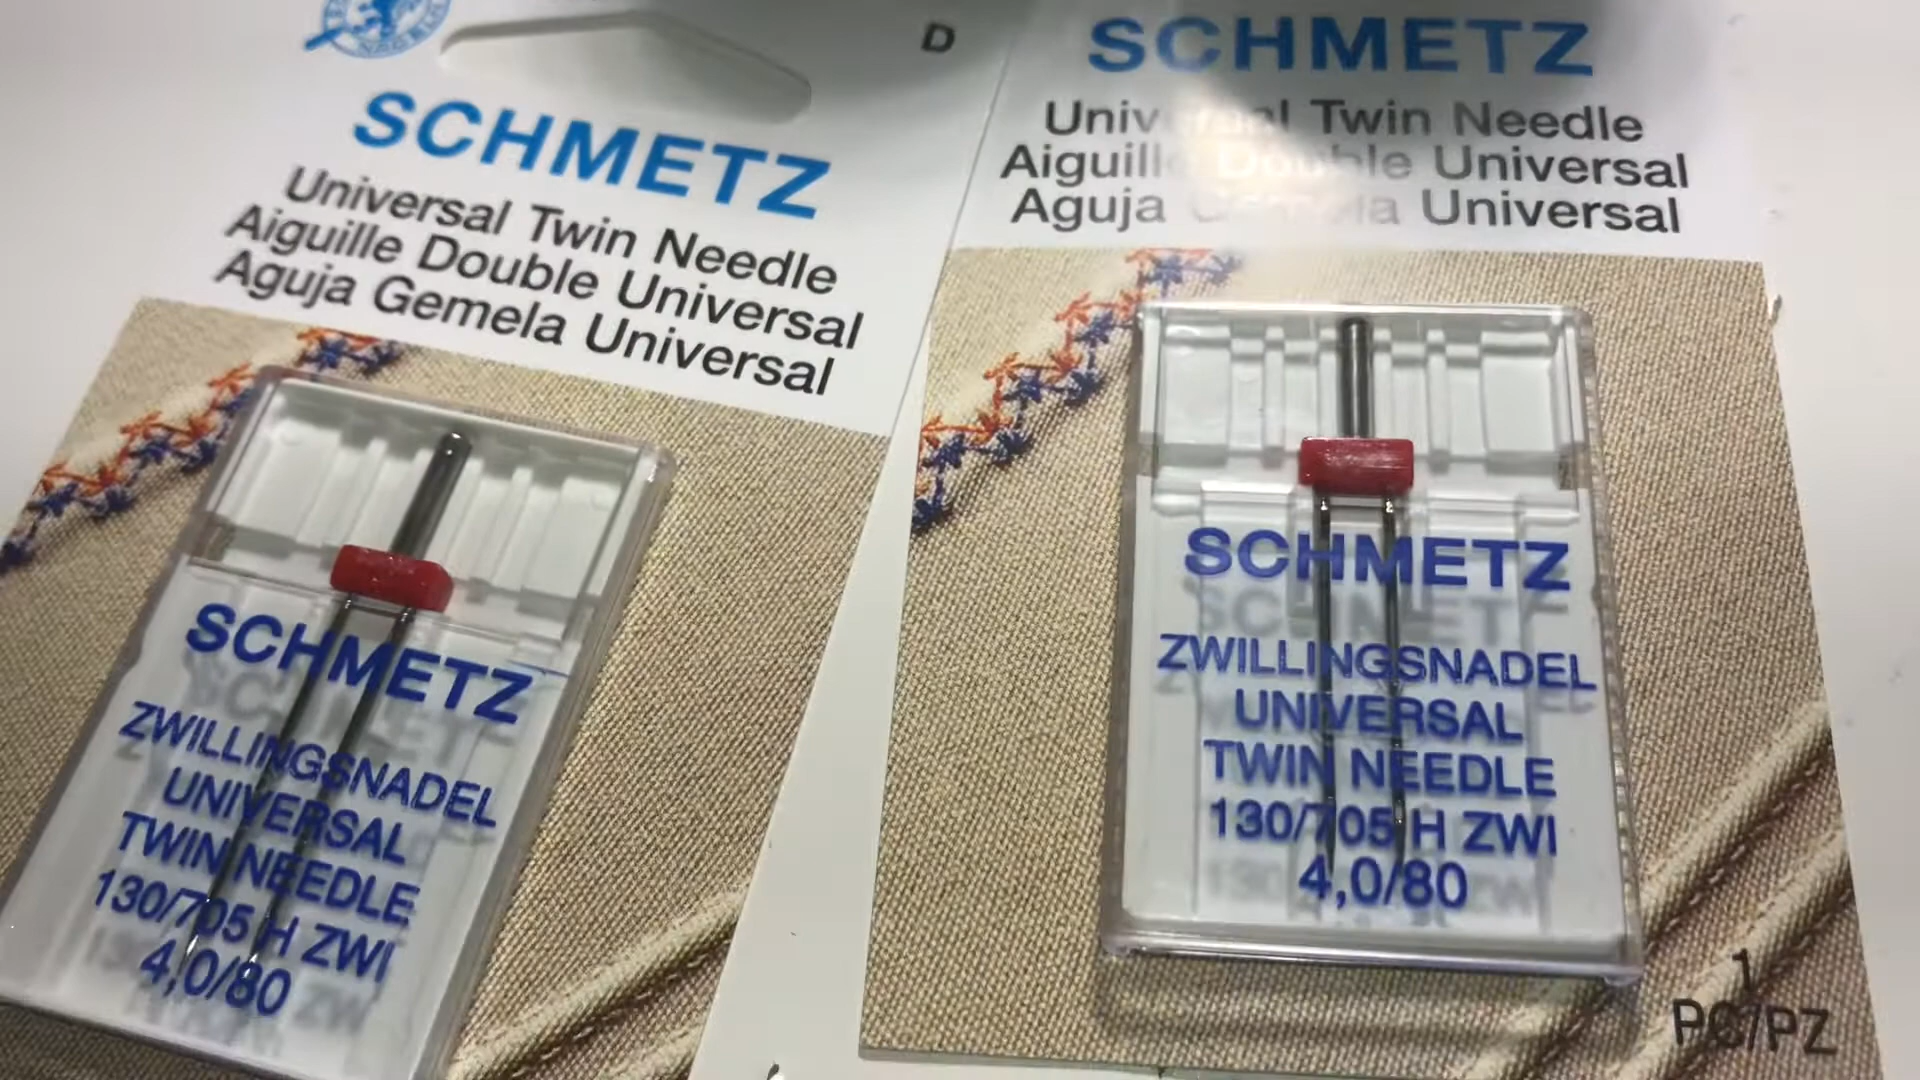 SCHMETZ
Universal Twin Needle
Aiguille Double Universal
Aguja Gemela Universal
SCHMETZ
ZWILLINGSNADEL
UNIVERSAL
TWIN NEEDLE
130/705 H ZWI
4,0/80
D
SCHMETZ
Universal Twin Needle
Aiguille Double Universal
Aguja Universal
SCHMETZ
ZWILLINGSNADEL
UNIVERSAL
TWIN NEEDLE
130/705 H ZWI
4,0/80
1
PC/PZ